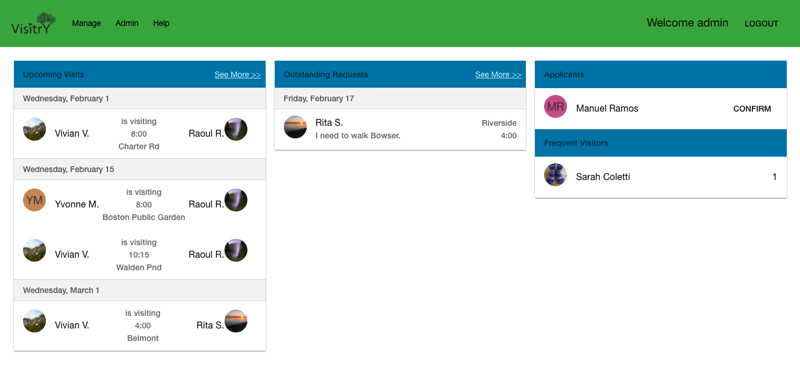 VisitrY
Manage Admin Help
Welcome admin LOGOUT
Upcoming Visits See More >>
Wednesday, February 1
Vivian V.
is visiting
8:00
Charter Rd
Raoul R.
Wednesday, February 15
YM
Yvonne M.
is visiting
8:00
Boston Public Garden
Raoul R.
Vivian V.
is visiting
10:15
Walden Pnd
Raoul R.
Wednesday, March 1
Vivian V.
is visiting
4:00
Belmont
Rita S.
Outstanding Requests See More >>
Friday, February 17
Rita S. Riverside
I need to walk Bowser. 4:00
Applicants
MR Manuel Ramos CONFIRM
Frequent Visitors
Sarah Coletti 1